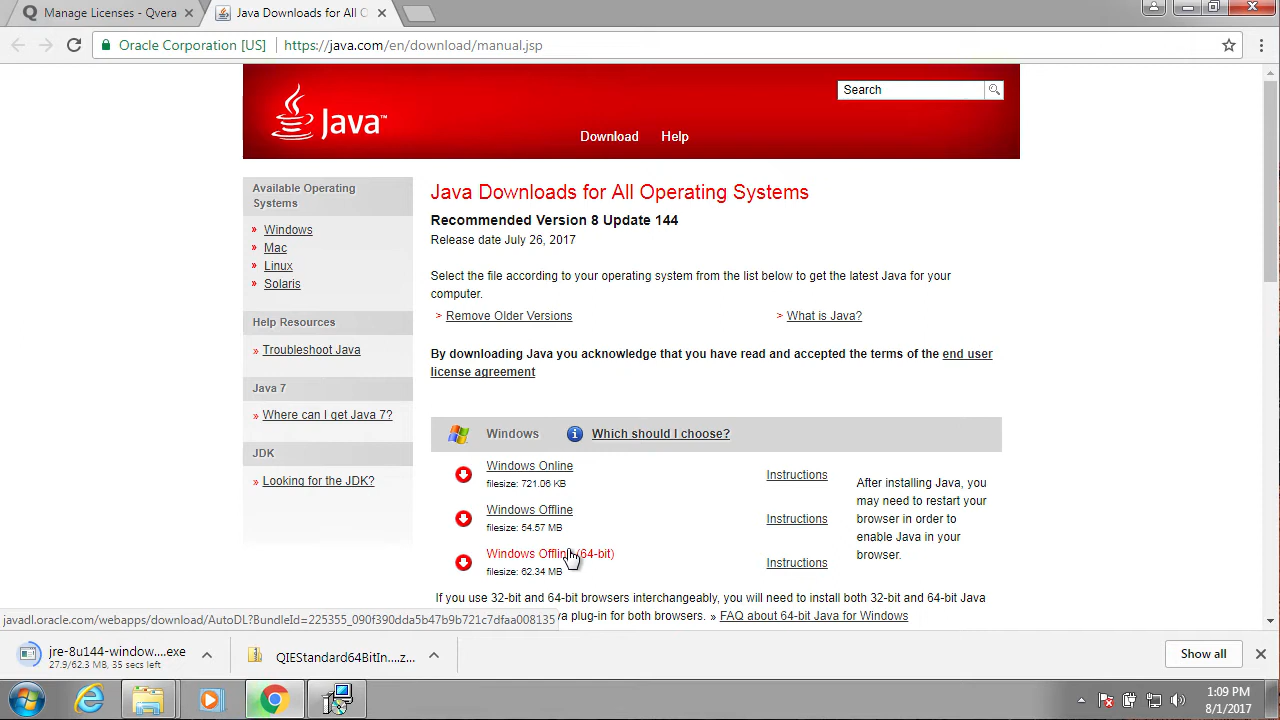 Manage Licenses - Qvera
Java Downloads for All O
Oracle Corporation [US]
https://java.com/en/download/manual.jsp
Java™
Search
Download
Help
Available Operating
Systems
» Windows
» Mac
» Linux
» Solaris
Help Resources
» Troubleshoot Java
Java 7
» Where can I get Java 7?
JDK
» Looking for the JDK?
Java Downloads for All Operating Systems
Recommended Version 8 Update 144
Release date July 26, 2017
Select the file according to your operating system from the list below to get the latest Java for your
computer.
> Remove Older Versions
> What is Java?
By downloading Java you acknowledge that you have read and accepted the terms of the end user
license agreement
Windows
Which should I choose?
Windows Online
filesize: 721.06 KB
Instructions
Windows Offline
filesize: 54.57 MB
Instructions
Windows Offline (64-bit)
filesize: 62.34 MB
Instructions
After installing Java, you
may need to restart your
browser in order to
enable Java in your
browser.
If you use 32-bit and 64-bit browsers interchangeably, you will need to install both 32-bit and 64-bit Java
plug-in for both browsers. » FAQ about 64-bit Java for Windows
javadl.oracle.com/webapps/download/AutoDL?BundleId=225355_090f390dda5b47b9b721c7dfaa008135
jre-8u144-window....exe
27.9/62.3 MB, 35 secs left
QIEStandard64BitIn....z...
Show all
1:09 PM
8/1/2017